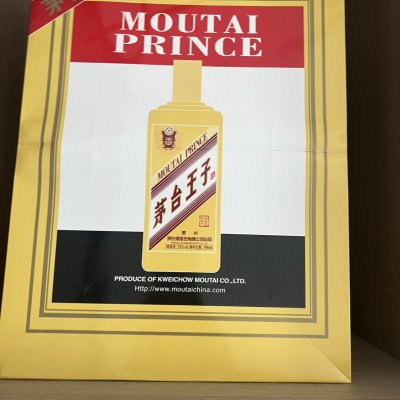 MOUTAI
PRINCE
MOUTAI PRINCE
茅台王子
PRODUCE OF KWEICHOW MOUTAI CO.,LTD.
Http://www.moutaichina.com